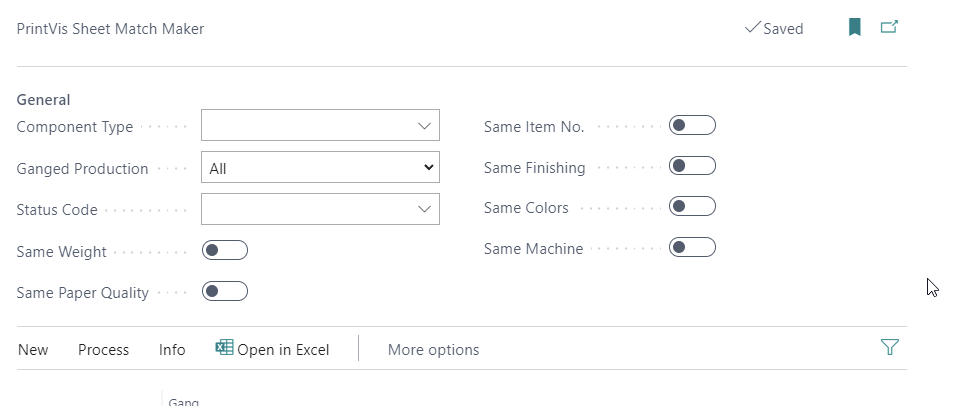 PrintVis Sheet Match Maker
Saved
General
Component Type
Same Item No.
Ganged Production
All
Same Finishing
Status Code
Same Colors
Same Weight
Same Machine
Same Paper Quality
New Process Info Open in Excel More options
Gang